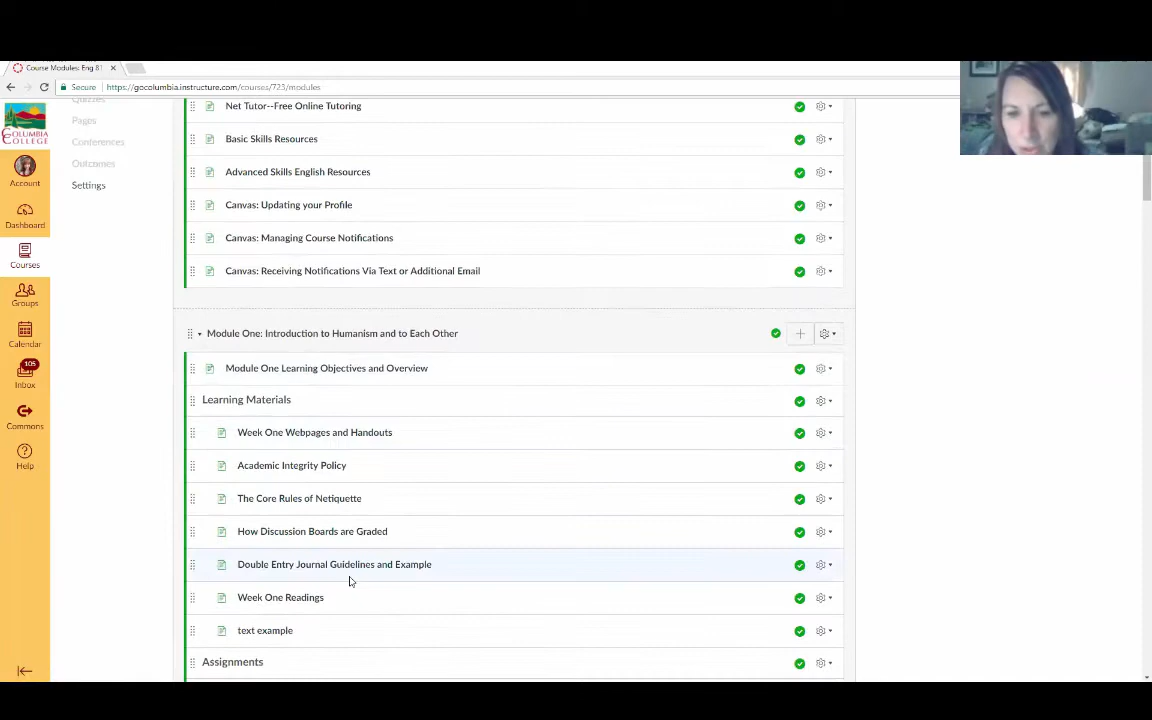 Course Modules: Eng 81
Secure
https://gocolumbia.instructure.com/courses/723/modules
COLUMBIA
COLLEGE
Account
Dashboard
Courses
Groups
Calendar
105
Inbox
Commons
Help
Quizzes
Pages
Conferences
Outcomes
Settings
Net Tutor--Free Online Tutoring
Basic Skills Resources
Advanced Skills English Resources
Canvas: Updating your Profile
Canvas: Managing Course Notifications
Canvas: Receiving Notifications Via Text or Additional Email
Module One: Introduction to Humanism and to Each Other
Module One Learning Objectives and Overview
Learning Materials
Week One Webpages and Handouts
Academic Integrity Policy
The Core Rules of Netiquette
How Discussion Boards are Graded
Double Entry Journal Guidelines and Example
Week One Readings
text example
Assignments